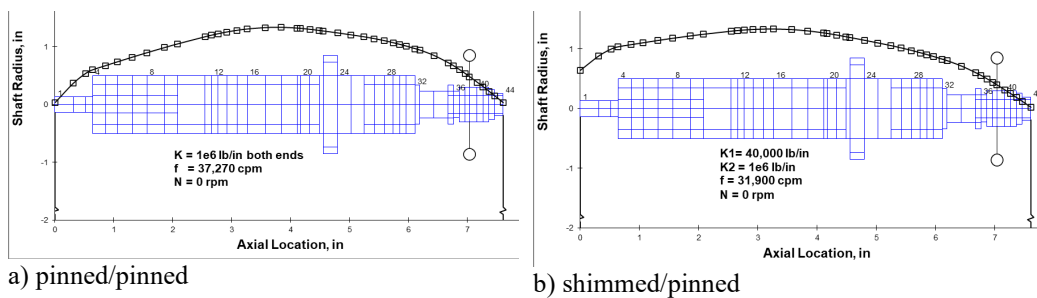 Shaft Radius, in
1
0
-1
-2
1 4 8 12 16 20 24 28 32 36 40 44
K = 1e6 lb/in both ends
f = 37,270 cpm
N = 0 rpm
0 1 2 3 4 5 6 7
Axial Location, in
a) pinned/pinned
Shaft Radius, in
1
0
-1
-2
1 4 8 12 16 20 24 28 32 36 40 4
K1= 40,000 lb/in
K2 = 1e6 lb/in
f = 31,900 cpm
N = 0 rpm
0 1 2 3 4 5 6 7
Axial Location, in
b) shimmed/pinned